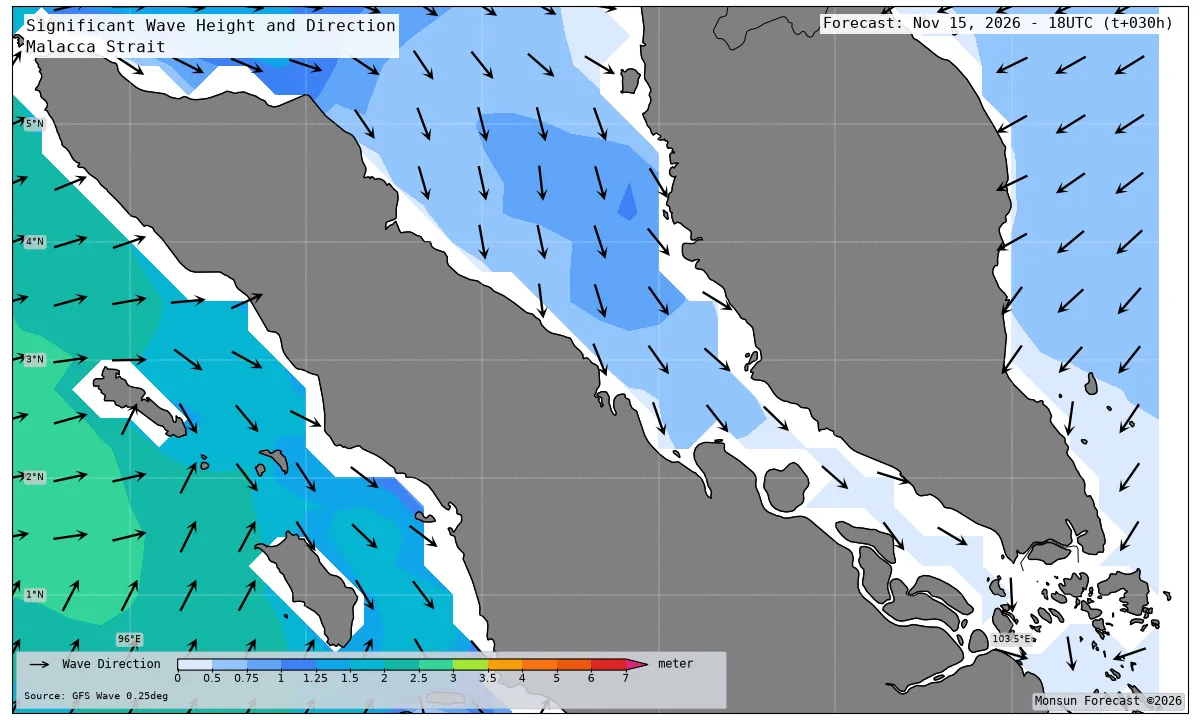 Significant Wave Height and Direction
Malacca Strait
Forecast: Nov 15, 2026 - 18UTC (t+030h)
5°N
4°N
3°N
2°N
1°N
96°E
103.5°E
Wave Direction
meter
0 0.5 0.75 1 1.25 1.5 2 2.5 3 3.5 4 5 6 7
Source: GFS Wave 0.25deg
Monsun Forecast ©2026